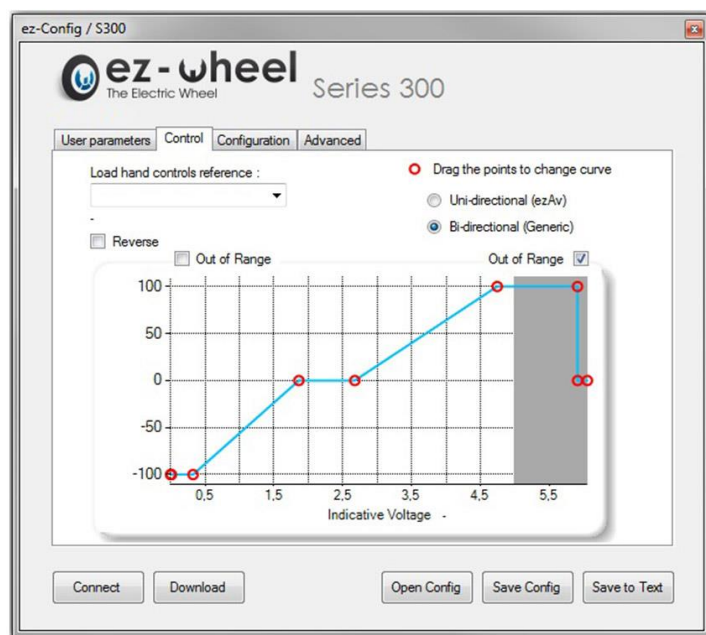 ez-Config / S300
ez-wheel
The Electric Wheel
Series 300
User parameters Control Configuration Advanced
Load hand controls reference :
Drag the points to change curve
Uni-directional (ezAv)
-
Bi-directional (Generic)
Reverse
Out of Range Out of Range
100
50
0
-50
-100
0,5 1,5 2,5 3,5 4,5 5,5
Indicative Voltage -
Connect Download Open Config Save Config Save to Text